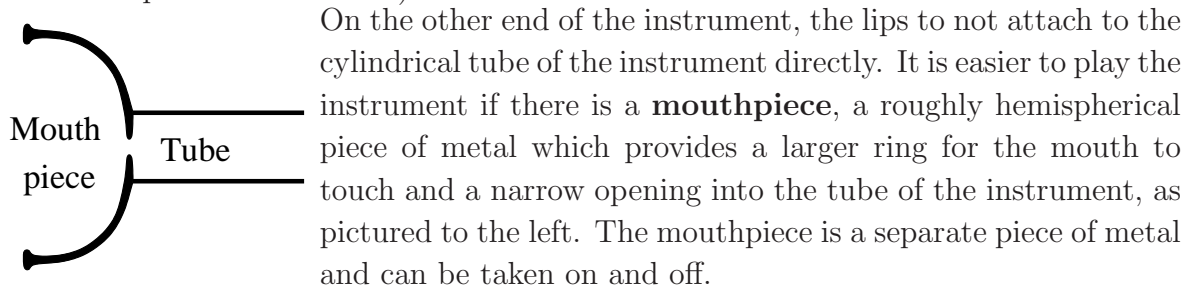 On the other end of the instrument, the lips to not attach to the
cylindrical tube of the instrument directly. It is easier to play the
instrument if there is a mouthpiece, a roughly hemispherical
piece of metal which provides a larger ring for the mouth to
touch and a narrow opening into the tube of the instrument, as
pictured to the left. The mouthpiece is a separate piece of metal
and can be taken on and off.
Mouth
piece
Tube